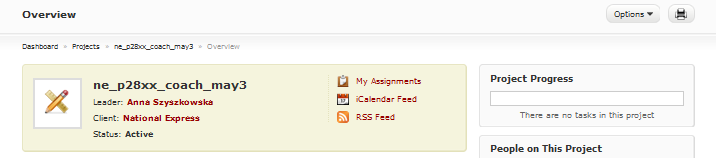 Overview
Options
Dashboard » Projects » ne_p28xx_coach_may3 » Overview
ne_p28xx_coach_may3
Leader: Anna Szyszkowska
Client: National Express
Status: Active
My Assignments
iCalendar Feed
RSS Feed
Project Progress
There are no tasks in this project
People on This Project